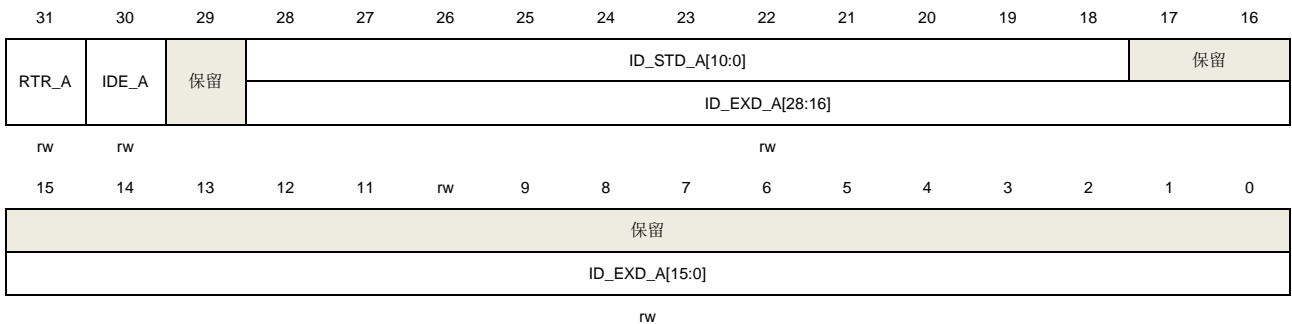 31 30 29 28 27 26 25 24 23 22 21 20 19 18 17 16
RTR_A IDE_A 保留 ID_STD_A[10:0] 保留
ID_EXD_A[28:16]
rw rw rw
15 14 13 12 11 rw 9 8 7 6 5 4 3 2 1 0
保留
ID_EXD_A[15:0]
rw